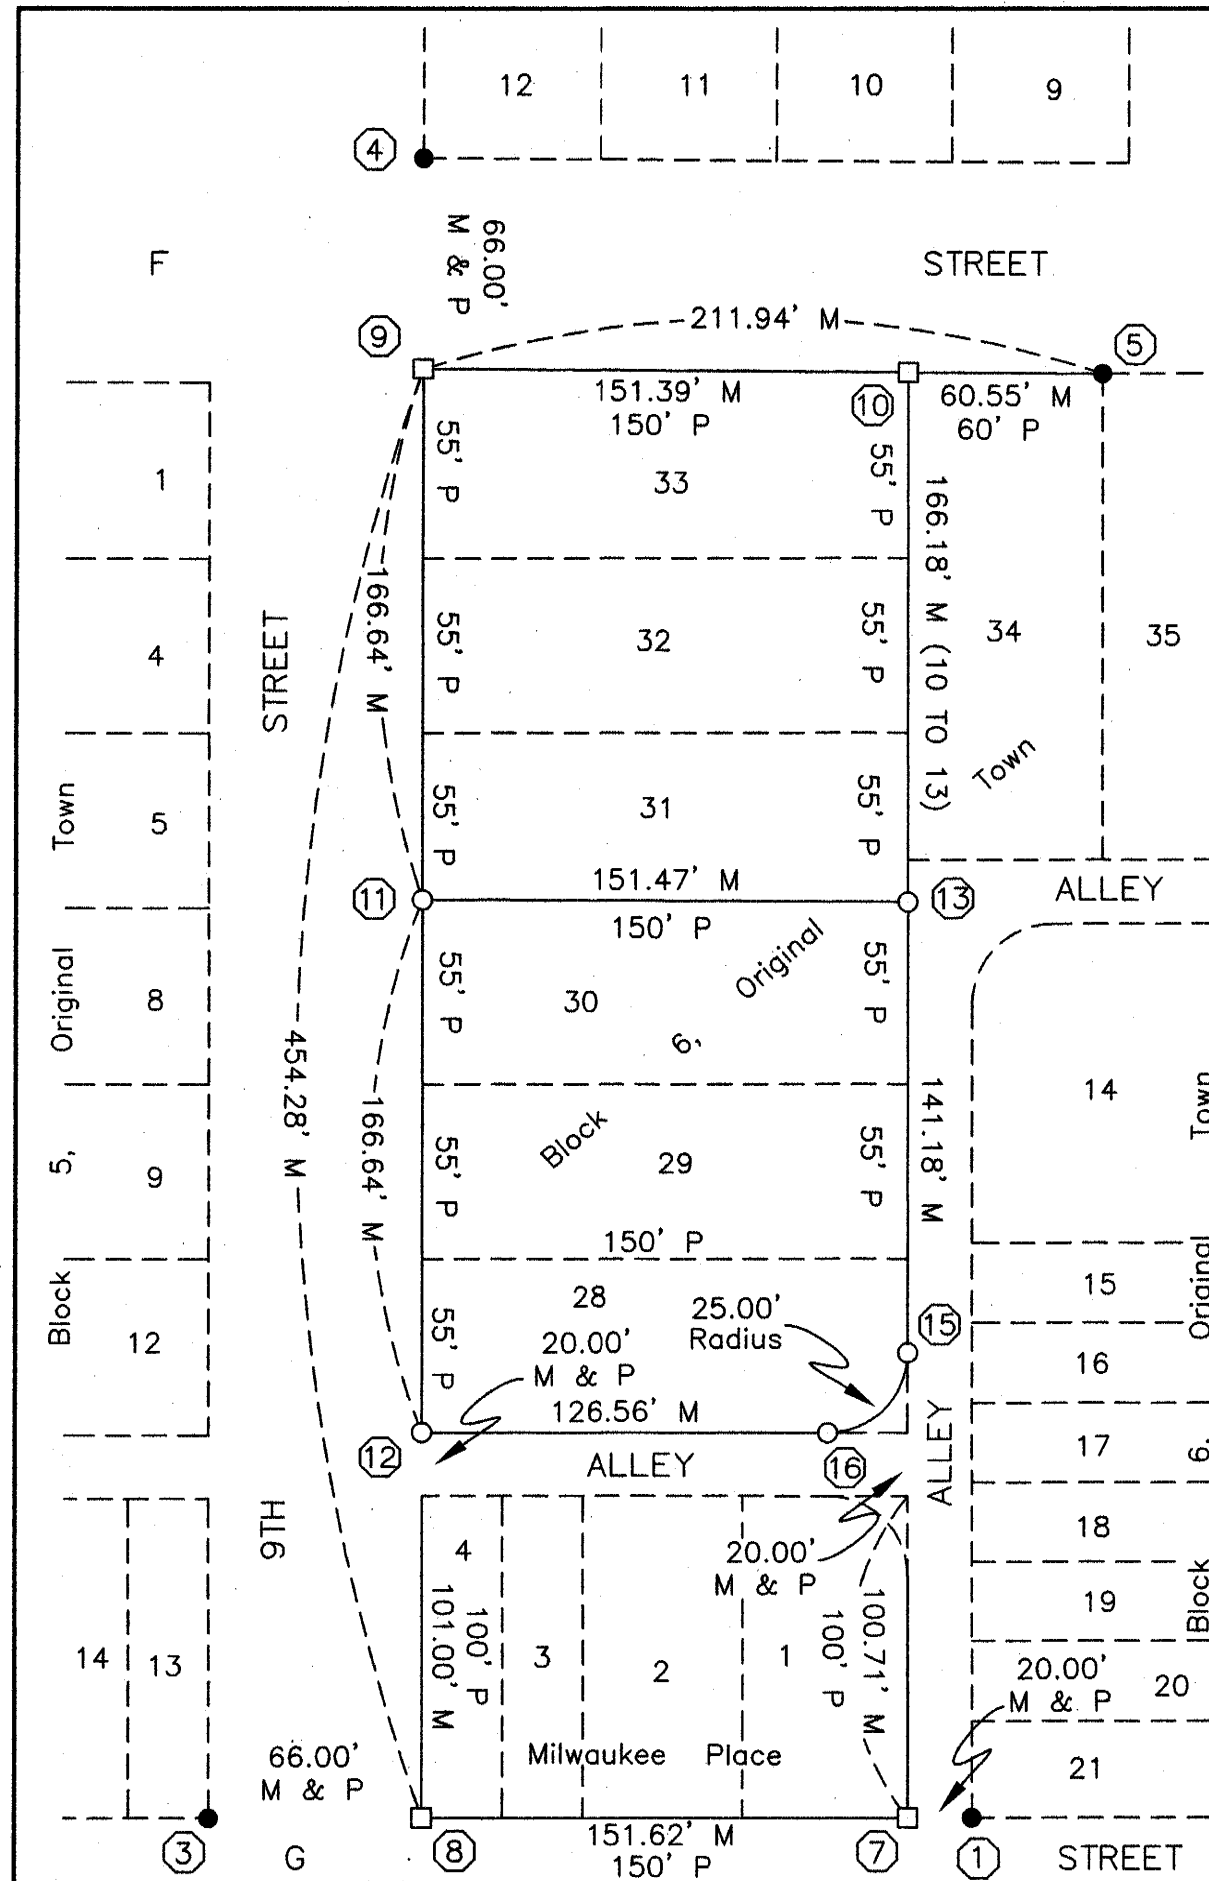 12
11
10
9
4
66.00'
M & P
F
STREET
211.94' M
9
5
151.39' M
150' P
10
60.55' M
60' P
55' P
55' P
33
1
166.18' M (10 TO 13)
166.64' M
STREET
55' P
32
55' P
34
35
4
Town
55' P
31
55' P
5
Town
151.47' M
150' P
11
13
ALLEY
Original
55' P
30
55' P
8
Original
6,
454.28' M
166.64' M
141.18' M
14
Town
Block
29
55' P
55' P
9
5,
150' P
28
25.00'
Radius
15
15
Original
Block
12
20.00'
M & P
55' P
16
126.56' M
12
ALLEY
16
ALLEY
17
6,
9TH
4
100' P
101.00' M
20.00'
M & P
18
100.71' M
100' P
19
Block
14
13
3
2
1
20.00'
M & P
20
Milwaukee Place
66.00'
M & P
21
3
G
8
151.62' M
150' P
7
1
STREET